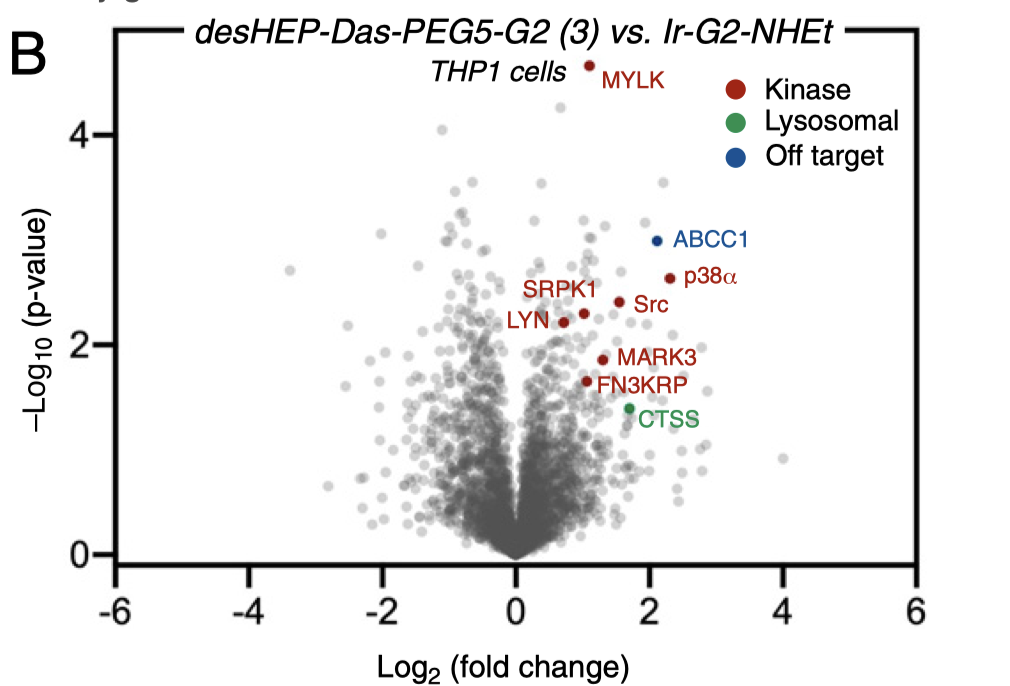 B
desHEP-Das-PEG5-G2 (3) vs. Ir-G2-NHEt
THP1 cells
MYLK
Kinase
Lysosomal
Off target
4
ABCC1
p38α
SRPK1
Src
LYN
2
MARK3
FN3KRP
CTSS
0
–Log10 (p-value)
-6 -4 -2 0 2 4 6
Log2 (fold change)